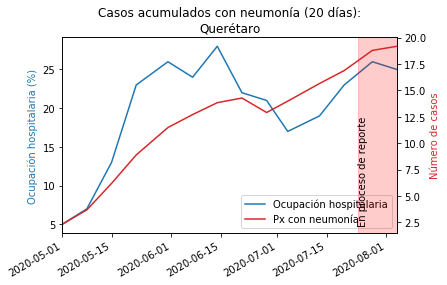 Casos acumulados con neumonía (20 días):
Querétaro
Ocupación hospitalaria (%)
25
20
15
10
5
20.0
17.5
15.0
12.5
10.0
7.5
5.0
2.5
Número de casos
En proceso de reporte
Ocupación hospitalaria
Px con neumonía
2020-05-01
2020-05-15
2020-06-01
2020-06-15
2020-07-01
2020-07-15
2020-08-01